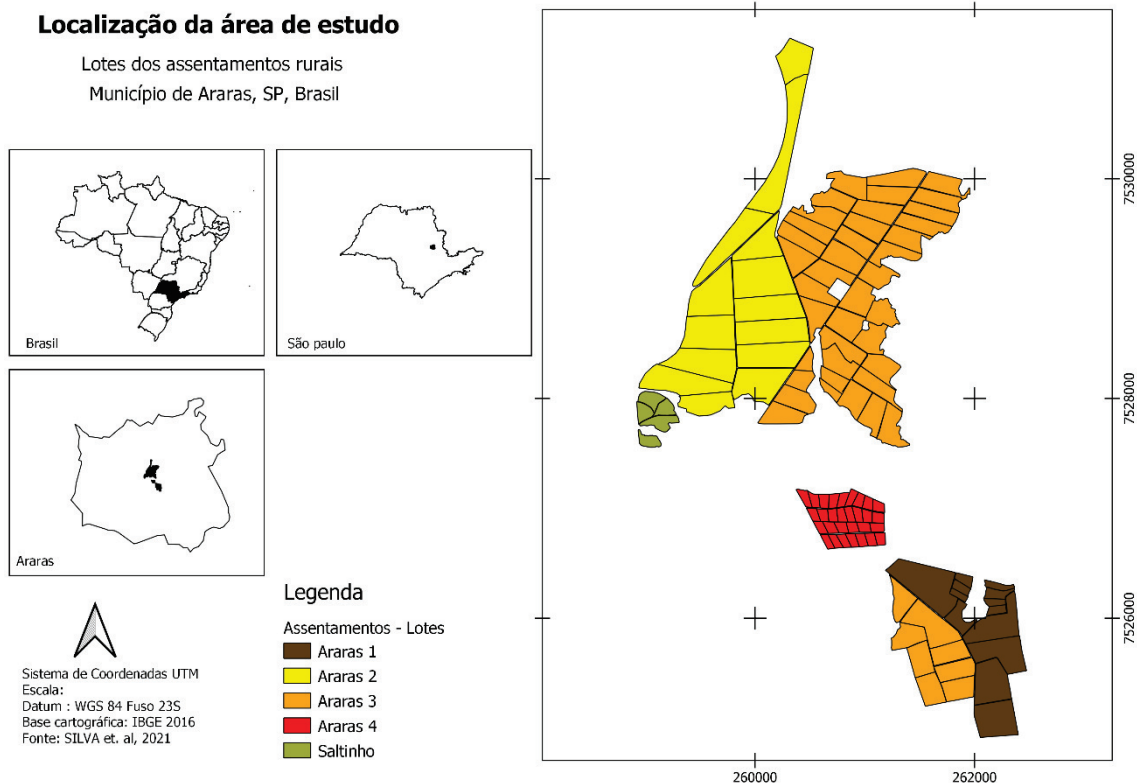 Localização da área de estudo
Lotes dos assentamentos rurais
Município de Araras, SP, Brasil
Brasil
São paulo
Araras
Sistema de Coordenadas UTM
Escala:
Datum : WGS 84 Fuso 23S
Base cartográfica: IBGE 2016
Fonte: SILVA et. al, 2021
Legenda
Assentamentos - Lotes
Araras 1
Araras 2
Araras 3
Araras 4
Saltinho
7530000
7528000
7526000
260000
262000